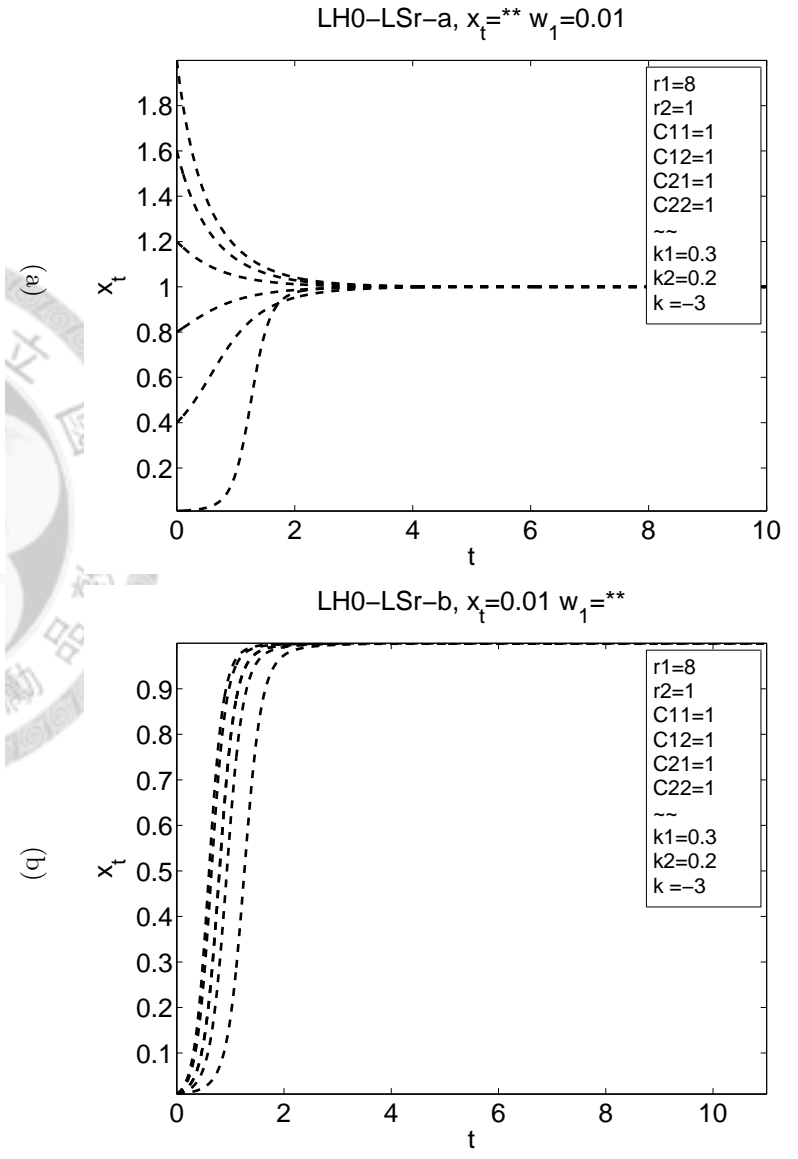 LH0−LSr−a, x_t=** w_1=0.01
x_t
1.8
1.6
1.4
1.2
1
0.8
0.6
0.4
0.2
0 2 4 6 8 10
t
r1=8
r2=1
C11=1
C12=1
C21=1
C22=1
~~
k1=0.3
k2=0.2
k =−3
(a)
LH0−LSr−b, x_t=0.01 w_1=**
x_t
0.9
0.8
0.7
0.6
0.5
0.4
0.3
0.2
0.1
0 2 4 6 8 10
t
r1=8
r2=1
C11=1
C12=1
C21=1
C22=1
~~
k1=0.3
k2=0.2
k =−3
(b)
立